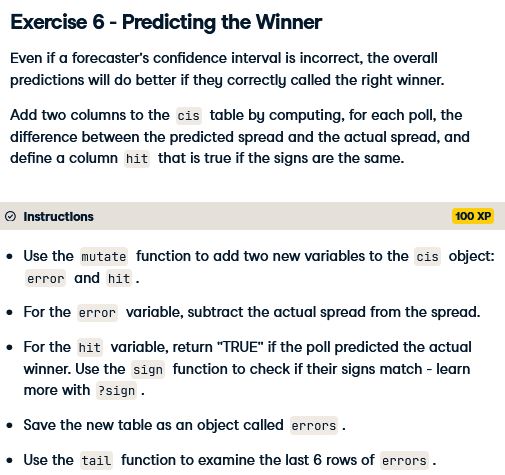 Exercise 6 - Predicting the Winner
Even if a forecaster's confidence interval is incorrect, the overall
predictions will do better if they correctly called the right winner.
Add two columns to the cis table by computing, for each poll, the
difference between the predicted spread and the actual spread, and
define a column hit that is true if the signs are the same.
Instructions
100 XP
• Use the mutate function to add two new variables to the cis object:
error and hit .
• For the error variable, subtract the actual spread from the spread.
• For the hit variable, return "TRUE" if the poll predicted the actual
winner. Use the sign function to check if their signs match - learn
more with ?sign .
• Save the new table as an object called errors .
• Use the tail function to examine the last 6 rows of errors .